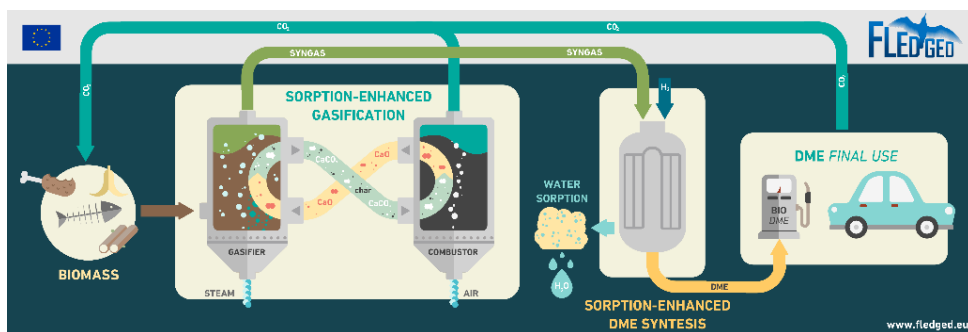 CO₂
CO₂
FLEDGED
SYNGAS
SYNGAS
CO₂
H₂
SORPTION-ENHANCED
GASIFICATION
CaCO₃
CaO
char
CaO
CaCO₃
DME FINAL USE
WATER
SORPTION
BIO
DME
GASIFIER
COMBUSTOR
BIOMASS
STEAM
AIR
H₂O
DME
SORPTION-ENHANCED
DME SYNTESIS
www.fledged.eu